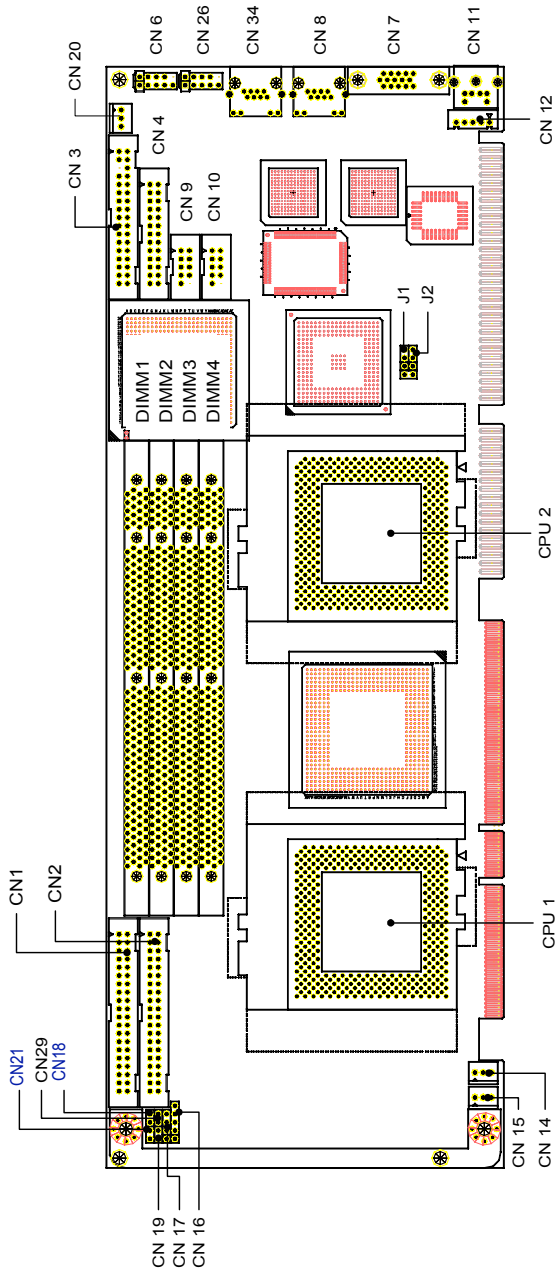 CN 20
CN 3
CN 4
CN 9
CN 10
CN 6
CN 26
CN 34
CN 8
CN 7
CN 11
CN 12
DIMM1
DIMM2
DIMM3
DIMM4
J1
J2
CPU 2
CN1
CN2
CPU 1
CN21
CN29
CN18
CN 19
CN 17
CN 16
CN 15
CN 14